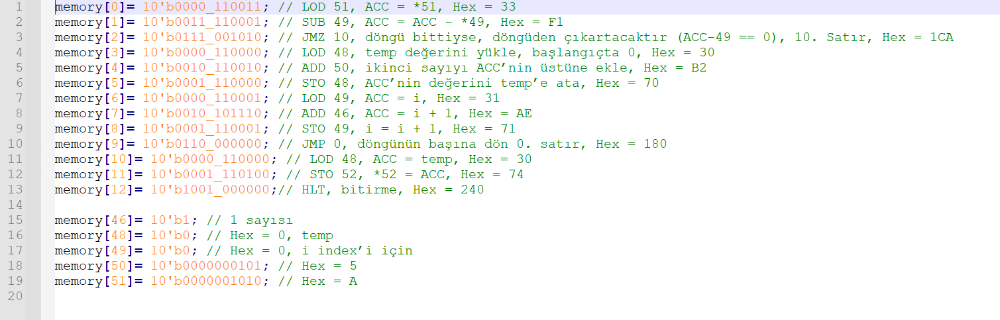 1 memory[0]= 10'b0000_110011; // LOD 51, ACC = *51, Hex = 33
2 memory[1]= 10'b0011_110001; // SUB 49, ACC = ACC - *49, Hex = F1
3 memory[2]= 10'b0111_001010; // JMZ 10, döngü bittiyse, döngüden çıkartacaktır (ACC-49 == 0), 10. Satır, Hex = 1CA
4 memory[3]= 10'b0000_110000; // LOD 48, temp değerini yükle, başlangıçta 0, Hex = 30
5 memory[4]= 10'b0010_110010; // ADD 50, ikinci sayıyı ACC’nin üstüne ekle, Hex = B2
6 memory[5]= 10'b0001_110000; // STO 48, ACC’nin değerini temp’e ata, Hex = 70
7 memory[6]= 10'b0000_110001; // LOD 49, ACC = i, Hex = 31
8 memory[7]= 10'b0010_101110; // ADD 46, ACC = i + 1, Hex = AE
9 memory[8]= 10'b0001_110001; // STO 49, i = i + 1, Hex = 71
10 memory[9]= 10'b0110_000000; // JMP 0, döngünün başına dön 0. satır, Hex = 180
11 memory[10]= 10'b0000_110000; // LOD 48, ACC = temp, Hex = 30
12 memory[11]= 10'b0001_110100; // STO 52, *52 = ACC, Hex = 74
13 memory[12]= 10'b1001_000000;// HLT, bitirme, Hex = 240
14
15 memory[46]= 10'b1; // 1 sayısı
16 memory[48]= 10'b0; // Hex = 0, temp
17 memory[49]= 10'b0; // Hex = 0, i index’i için
18 memory[50]= 10'b0000000101; // Hex = 5
19 memory[51]= 10'b0000001010; // Hex = A
20